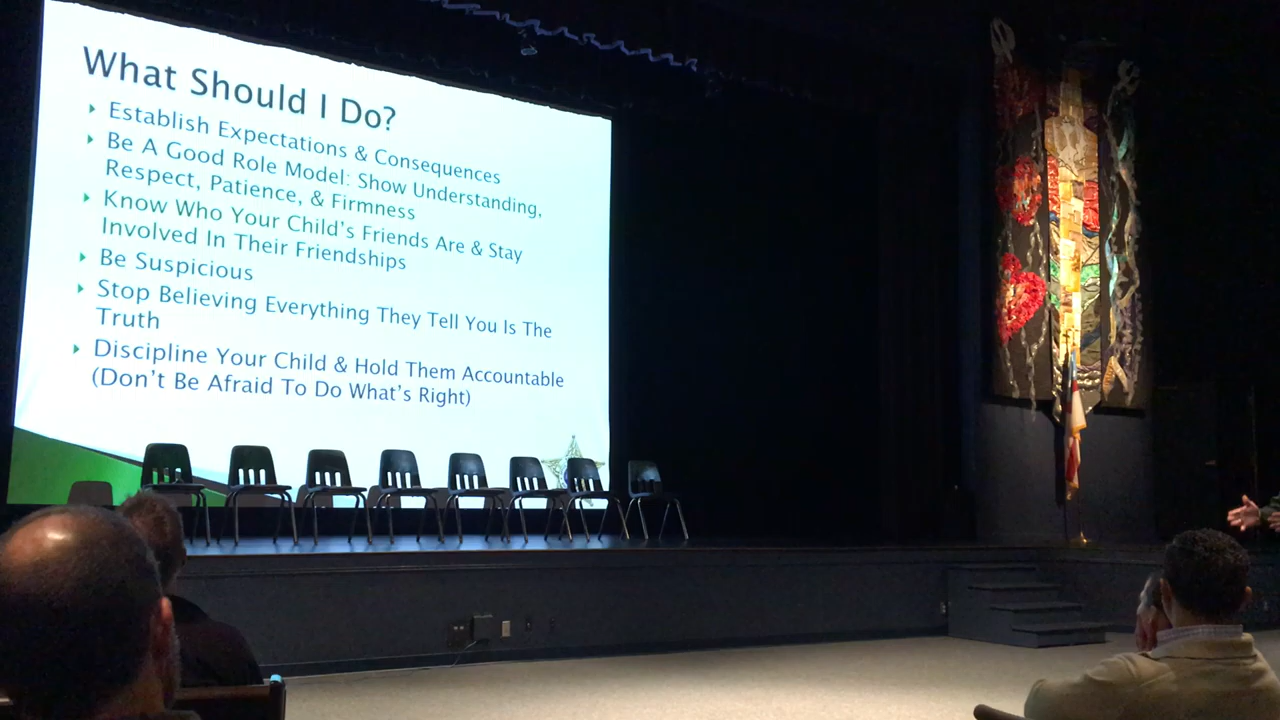 What Should I Do?
Establish Expectations & Consequences
Be A Good Role Model: Show Understanding,
Respect, Patience, & Firmness
Know Who Your Child's Friends Are & Stay
Involved In Their Friendships
Be Suspicious
Stop Believing Everything They Tell You Is The
Truth
Discipline Your Child & Hold Them Accountable
(Don't Be Afraid To Do What's Right)